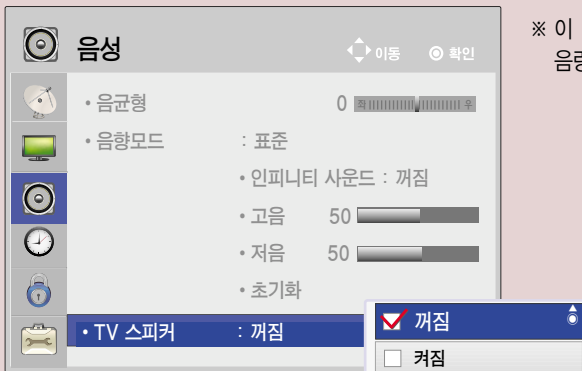 음성
이동 확인
• 음균형 0 좌 우
• 음향모드 : 표준
• 인피니티 사운드 : 꺼짐
• 고음 50
• 저음 50
• 초기화
• TV 스피커 : 꺼짐
꺼짐
켜짐
※ 이